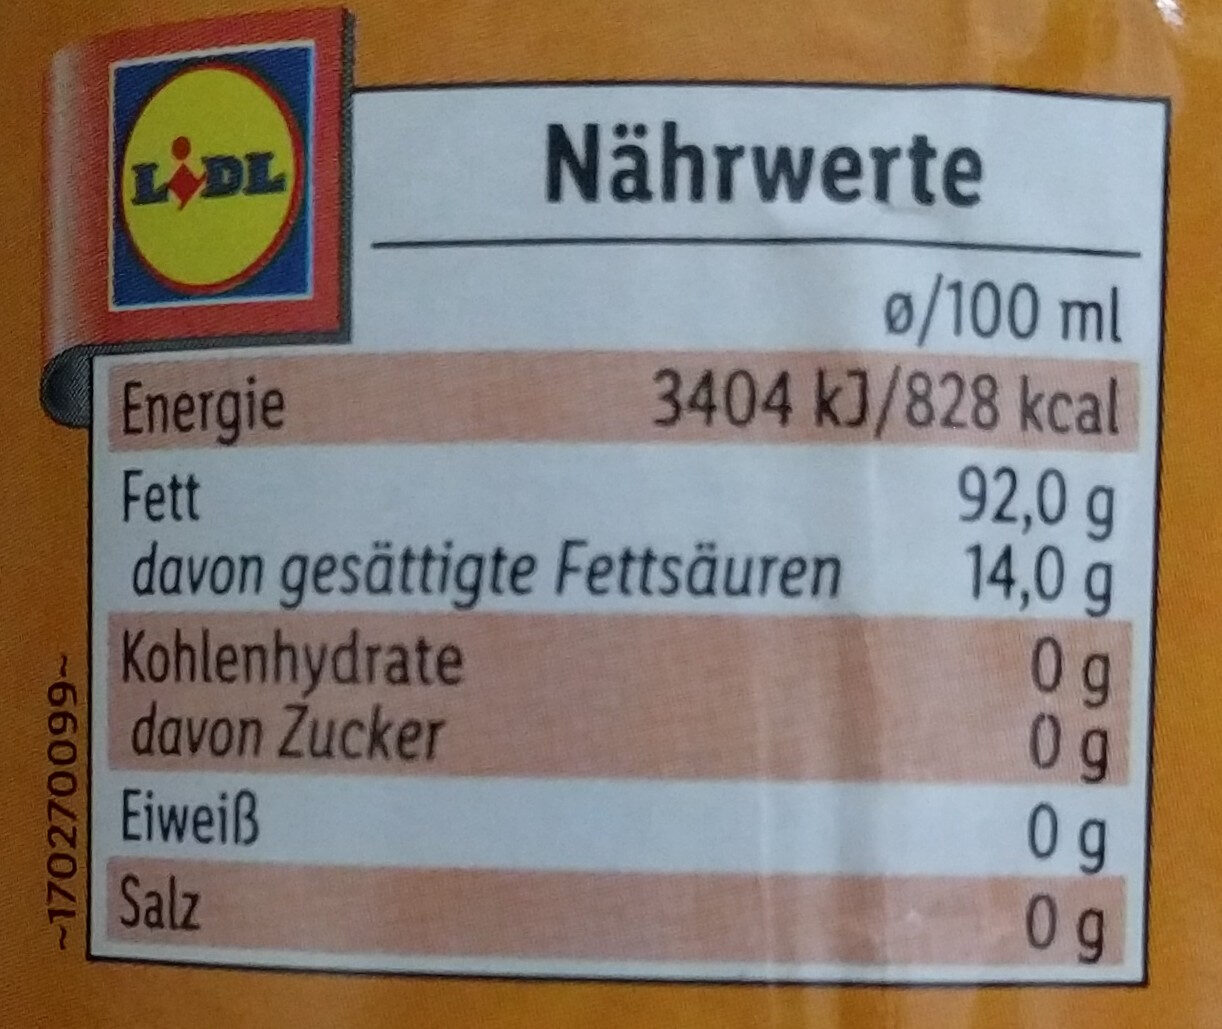 LIDL
Nährwerte
ø/100 ml
Energie 3404 kJ/828 kcal
Fett 92,0 g
davon gesättigte Fettsäuren 14,0 g
Kohlenhydrate 0 g
davon Zucker 0 g
Eiweiß 0 g
Salz 0 g
~170270099~